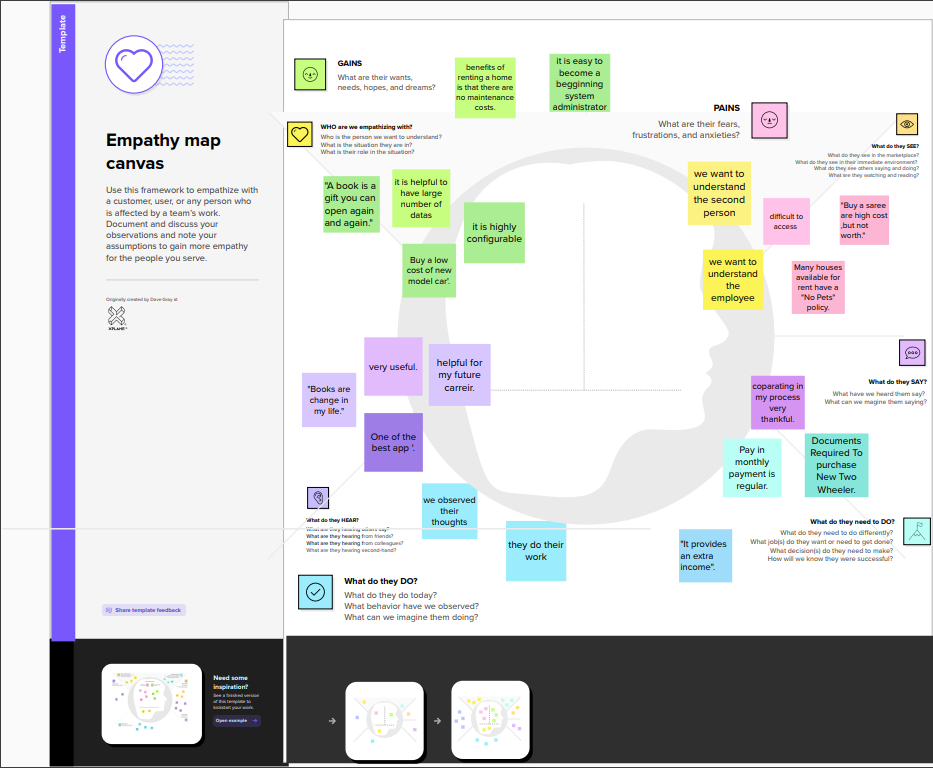 Template
Empathy map
canvas
Use this framework to empathize with
a customer, user, or any person who
is affected by a team's work.
Document and discuss your
observations and note your
assumptions to gain more empathy
for the people you serve.
Originally created by Dave Gray at
XPLANE
Share template feedback
Need some
inspiration?
See a finished version
of this template to
kickstart your work.
Open example
GAINS
What are their wants,
needs, hopes, and dreams?
benefits of
renting a home
is that there are
no maintenance
costs.
it is easy to
become a
begginning
system
administrator
PAINS
What are their fears,
frustrations, and anxieties?
WHO are we empathizing with?
Who is the person we want to understand?
What is the situation they are in?
What is their role in the situation?
What do they SEE?
What do they see in the marketplace?
What do they see in their immediate environment?
What do they see others saying and doing?
What are they watching and reading?
"A book is a
gift you can
open again
and again."
it is helpful to
have large
number of
datas
it is highly
configurable
Buy a low
cost of new
model car'.
we want to
understand
the second
person
difficult to
access
"Buy a saree
are high cost
,but not
worth."
we want to
understand
the
employee
Many houses
available for
rent have a
"No Pets"
policy.
very useful.
helpful for
my future
carreir.
"Books are
change in
my life."
One of the
best app '.
What do they SAY?
What have we heard them say?
What can we magine them saying?
coparating in
my process
very
thankful.
Pay in
monthly
payment is
regular.
Documents
Required To
purchase
New Two
Wheeler.
What do they HEAR?
What are they hearing others say?
What are they hearing from friends?
What are they hearing from colleagues?
What are they hearing second-hand?
we observed
their
thoughts
they do their
work
"It provides
an extra
income".
What do they need to DO?
What do they need to do differently?
What job(s) do they want or need to get done?
What decision(s) do they need to make?
How will we know they were successful?
What do they DO?
What do they do today?
What behavior have we observed?
What can we imagine them doing?